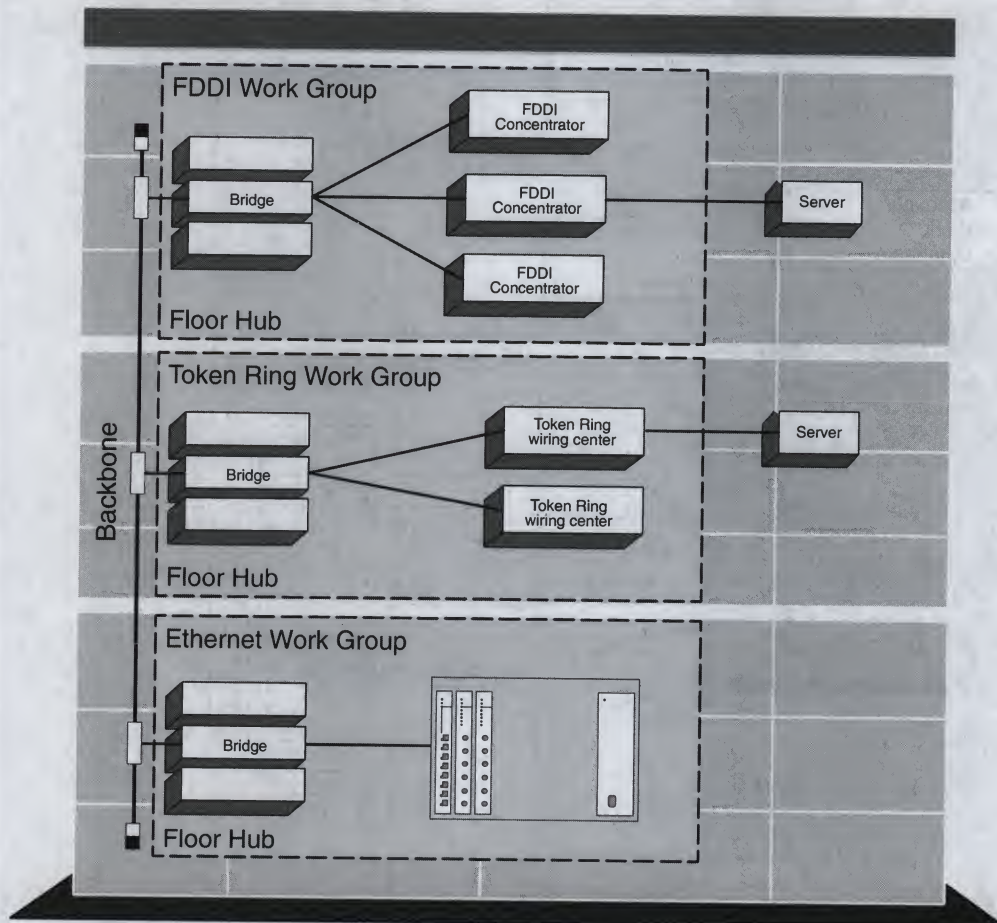 FDDI Work Group
FDDI
Concentrator
Bridge
FDDI
Concentrator
Server
FDDI
Concentrator
Floor Hub
Token Ring Work Group
Token Ring
wiring center
Server
Bridge
Token Ring
wiring center
Backbone
Floor Hub
Ethernet Work Group
Bridge
Floor Hub